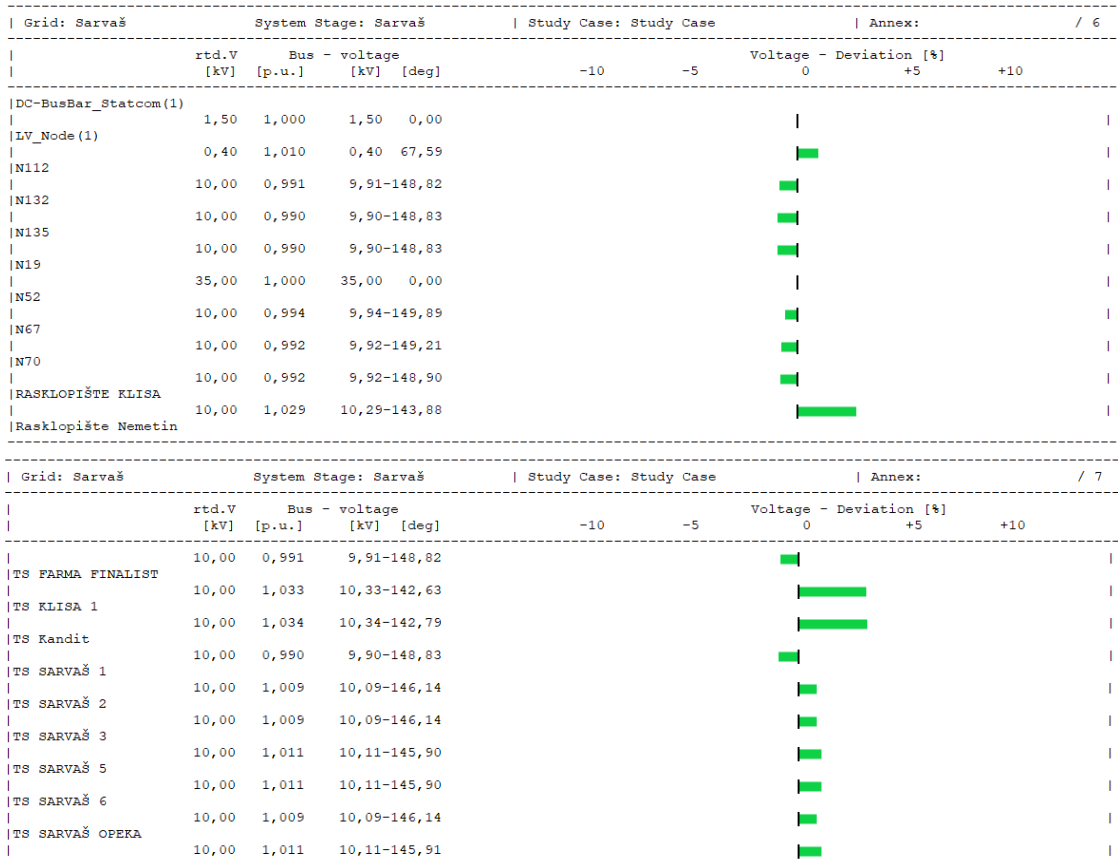 | Grid: Sarvaš System Stage: Sarvaš | Study Case: Study Case | Annex: / 6
| rtd.V Bus - voltage Voltage - Deviation [%]
| [kV] [p.u.] [kV] [deg] -10 -5 0 +5 +10
|DC-BusBar_Statcom(1)
| 1,50 1,000 1,50 0,00 |
|LV_Node(1)
| 0,40 1,010 0,40 67,59 |
|N112
| 10,00 0,991 9,91-148,82 |
|N132
| 10,00 0,990 9,90-148,83 |
|N135
| 10,00 0,990 9,90-148,83 |
|N19
| 35,00 1,000 35,00 0,00 |
|N52
| 10,00 0,994 9,94-149,89 |
|N67
| 10,00 0,992 9,92-149,21 |
|N70
| 10,00 0,992 9,92-148,90 |
|RASKLOPIŠTE KLISA
| 10,00 1,029 10,29-143,88 |
|Rasklopište Nemetin
| Grid: Sarvaš System Stage: Sarvaš | Study Case: Study Case | Annex: / 7
| rtd.V Bus - voltage Voltage - Deviation [%]
| [kV] [p.u.] [kV] [deg] -10 -5 0 +5 +10
| 10,00 0,991 9,91-148,82 |
|TS FARMA FINALIST
| 10,00 1,033 10,33-142,63 |
|TS KLISA 1
| 10,00 1,034 10,34-142,79 |
|TS Kandit
| 10,00 0,990 9,90-148,83 |
|TS SARVAŠ 1
| 10,00 1,009 10,09-146,14 |
|TS SARVAŠ 2
| 10,00 1,009 10,09-146,14 |
|TS SARVAŠ 3
| 10,00 1,011 10,11-145,90 |
|TS SARVAŠ 5
| 10,00 1,011 10,11-145,90 |
|TS SARVAŠ 6
| 10,00 1,009 10,09-146,14 |
|TS SARVAŠ OPEKA
| 10,00 1,011 10,11-145,91 |